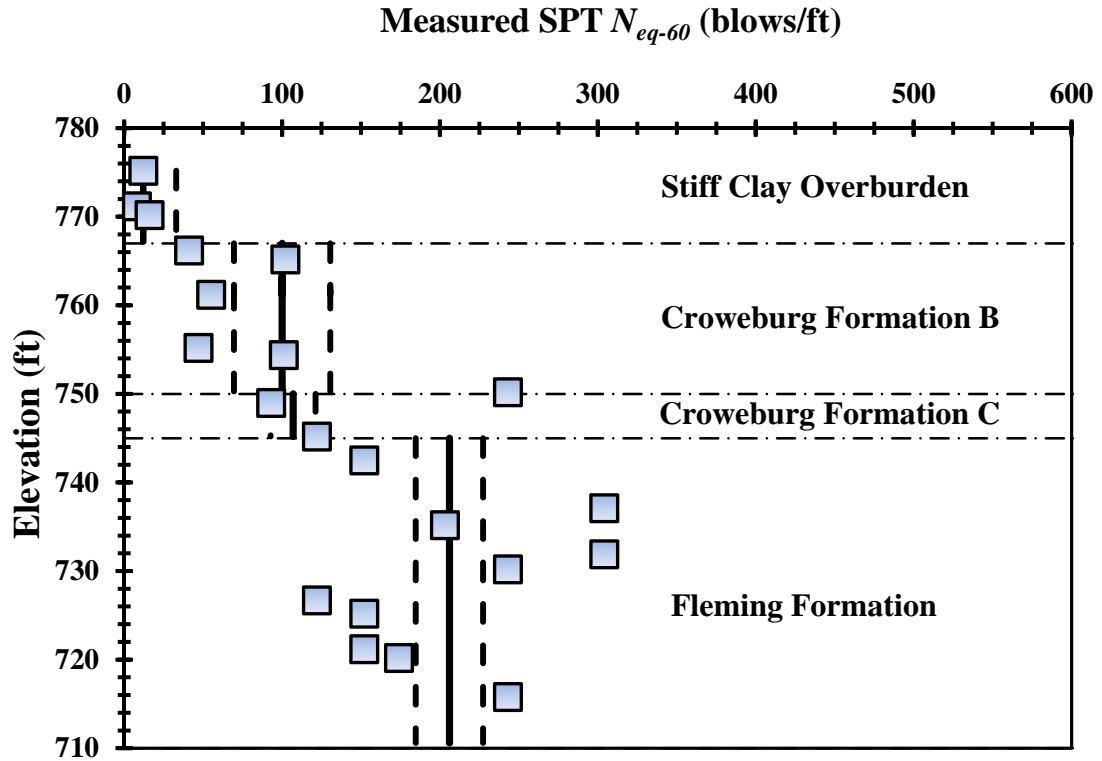 Measured SPT Neq-60 (blows/ft)
0 100 200 300 400 500 600
780
770
760
750
740
730
720
710
Elevation (ft)
Stiff Clay Overburden
Croweburg Formation B
Croweburg Formation C
Fleming Formation